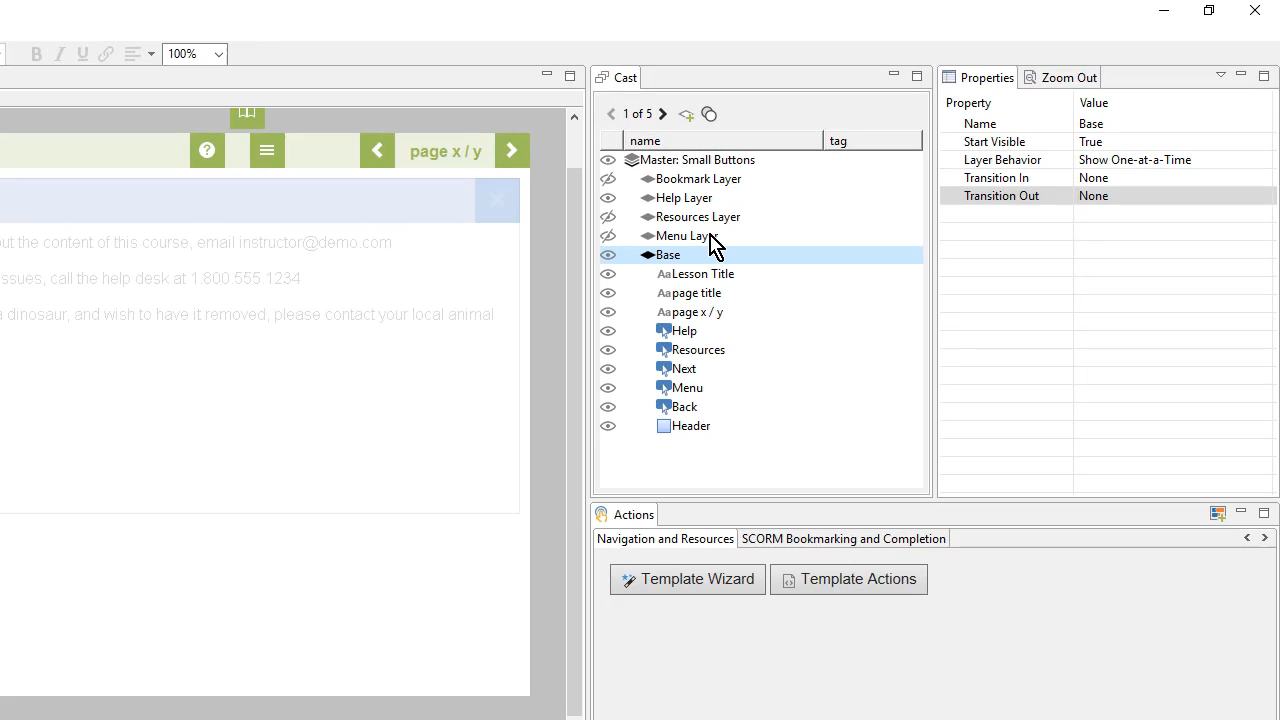 B I U 100%
Cast
Properties Zoom Out
1 of 5
Property Value
name tag
Name Base
Start Visible True
Layer Behavior Show One-at-a-Time
Transition In None
Transition Out None
Master: Small Buttons
Bookmark Layer
Help Layer
Resources Layer
Menu Layer
Base
Lesson Title
page title
page x / y
Help
Resources
Next
Menu
Back
Header
page x / y
ut the content of this course, email instructor@demo.com
ssues, call the help desk at 1.800.555.1234
a dinosaur, and wish to have it removed, please contact your local animal
Actions
Navigation and Resources SCORM Bookmarking and Completion
Template Wizard Template Actions